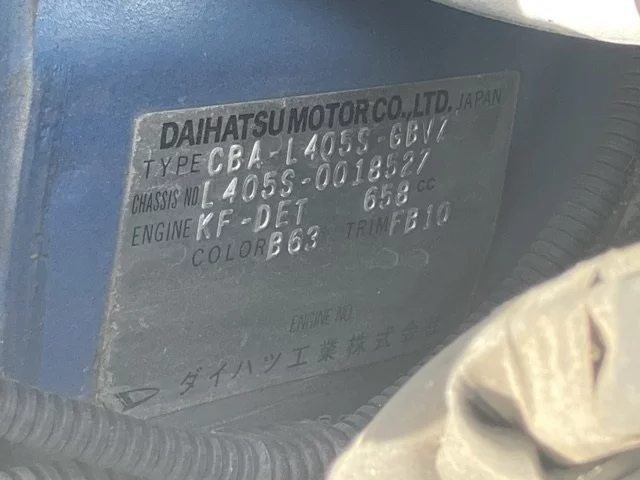 DAIHATSU MOTOR CO., LTD. JAPAN
TYPE CBA-L405S-GBVZ
CHASSIS NO L405S-0018527
ENGINE KF-DET 658 CC
COLOR B63 TRIM FB10
ENGINE NO.
ダイハツ工業株式会社